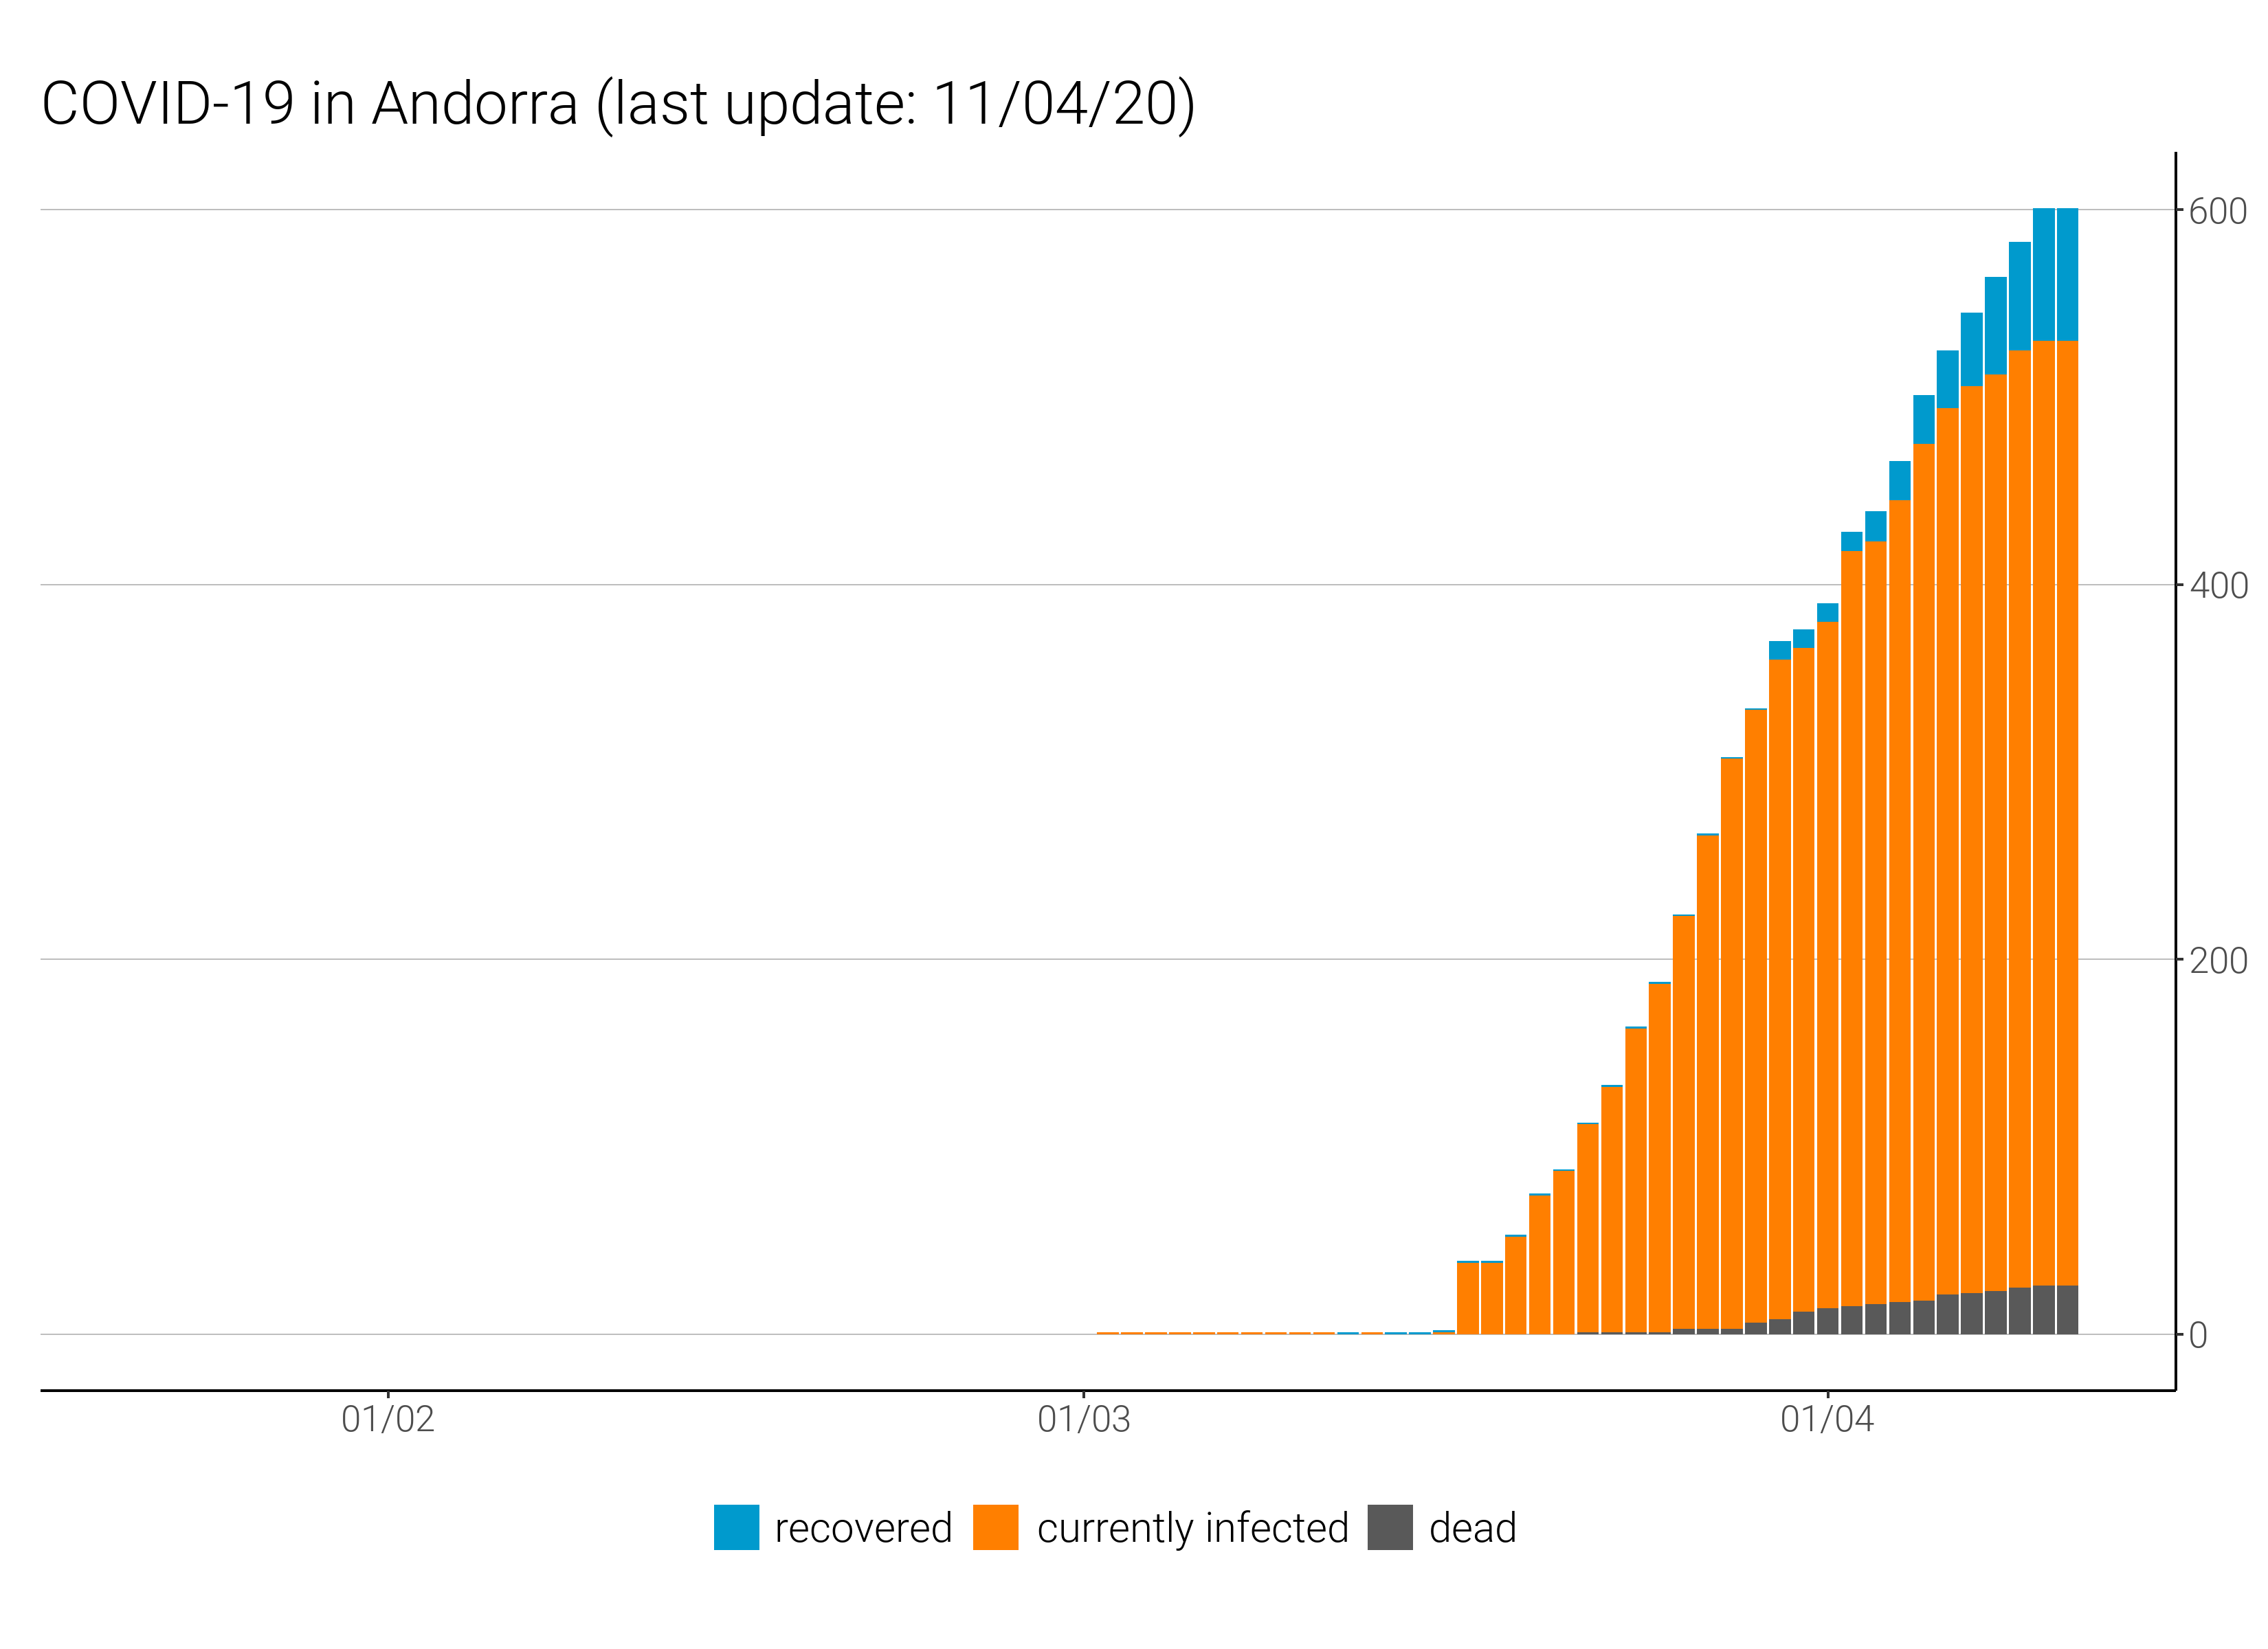 COVID-19 in Andorra (last update: 11/04/20)
600
400
200
0
01/02 01/03 01/04
recovered currently infected dead